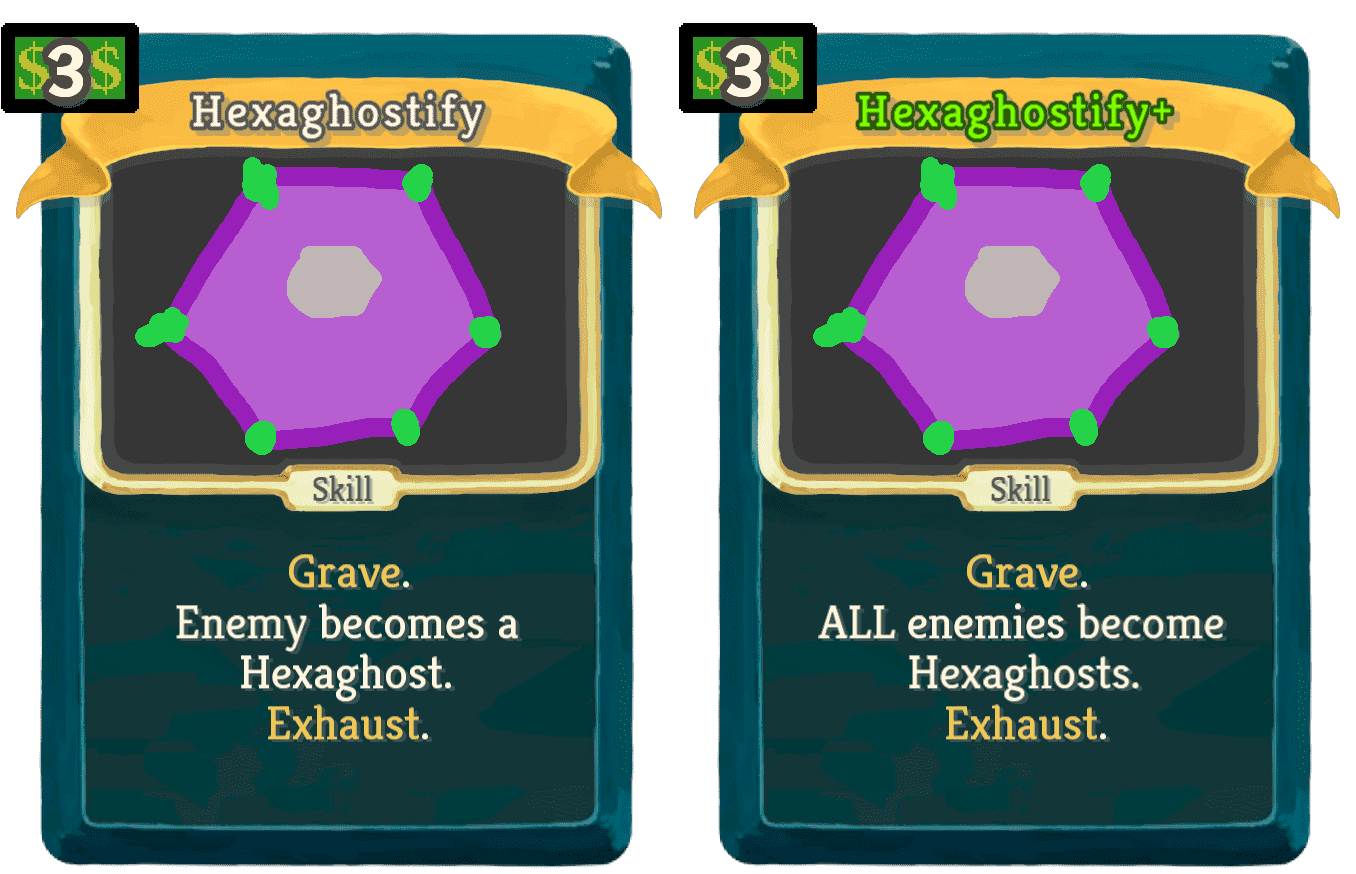 $3$
Hexaghostify
Skill
Grave.
Enemy becomes a
Hexaghost.
Exhaust.
$3$
Hexaghostify+
Skill
Grave.
ALL enemies become
Hexaghosts.
Exhaust.